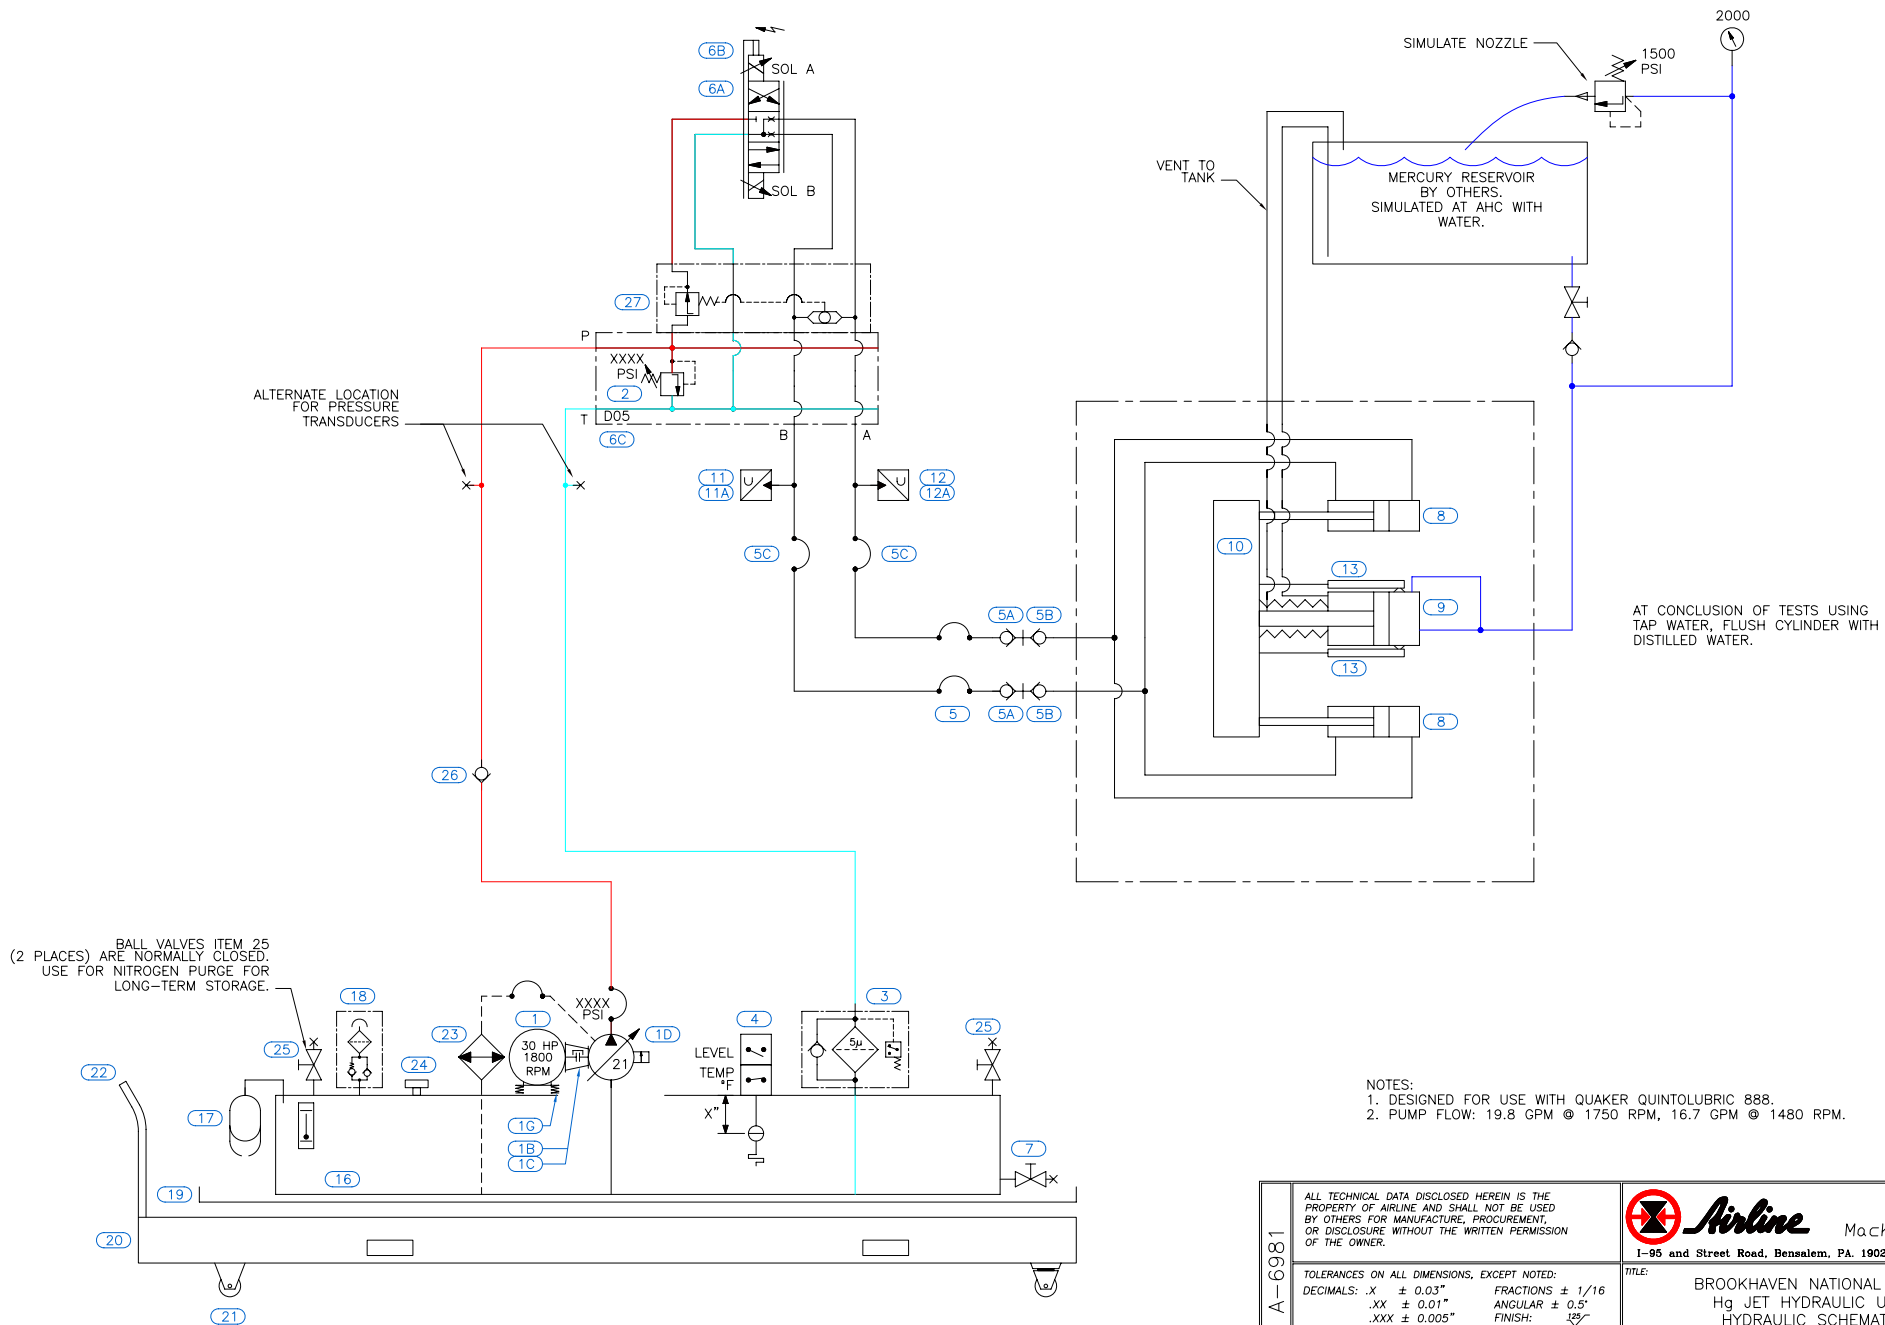 2000
SIMULATE NOZZLE
1500
PSI
6B
SOL A
6A
SOL B
VENT TO
TANK
MERCURY RESERVOIR
BY OTHERS.
SIMULATED AT AHC WITH
WATER.
27
P
XXXX
PSI
2
T
D05
6C
B
A
ALTERNATE LOCATION
FOR PRESSURE
TRANSDUCERS
11
11A
U
U
12
12A
5C
5C
8
10
13
9
13
8
5A
5B
5
5A
5B
AT CONCLUSION OF TESTS USING
TAP WATER, FLUSH CYLINDER WITH
DISTILLED WATER.
26
BALL VALVES ITEM 25
(2 PLACES) ARE NORMALLY CLOSED.
USE FOR NITROGEN PURGE FOR
LONG-TERM STORAGE.
18
25
23
1
30 HP
1800
RPM
XXXX
PSI
21
1D
4
LEVEL
TEMP
°F
X"
3
5µ
25
22
17
24
1G
1B
1C
16
7
19
20
21
NOTES:
1. DESIGNED FOR USE WITH QUAKER QUINTOLUBRIC 888.
2. PUMP FLOW: 19.8 GPM @ 1750 RPM, 16.7 GPM @ 1480 RPM.
A-6981
ALL TECHNICAL DATA DISCLOSED HEREIN IS THE
PROPERTY OF AIRLINE AND SHALL NOT BE USED
BY OTHERS FOR MANUFACTURE, PROCUREMENT,
OR DISCLOSURE WITHOUT THE WRITTEN PERMISSION
OF THE OWNER.
Airline
Mach
I-95 and Street Road, Bensalem, PA. 1902
TOLERANCES ON ALL DIMENSIONS, EXCEPT NOTED:
DECIMALS: .X ± 0.03" FRACTIONS ± 1/16
.XX ± 0.01" ANGULAR ± 0.5°
.XXX ± 0.005" FINISH: 125
TITLE:
BROOKHAVEN NATIONAL
Hg JET HYDRAULIC U
HYDRAULIC SCHEMAT